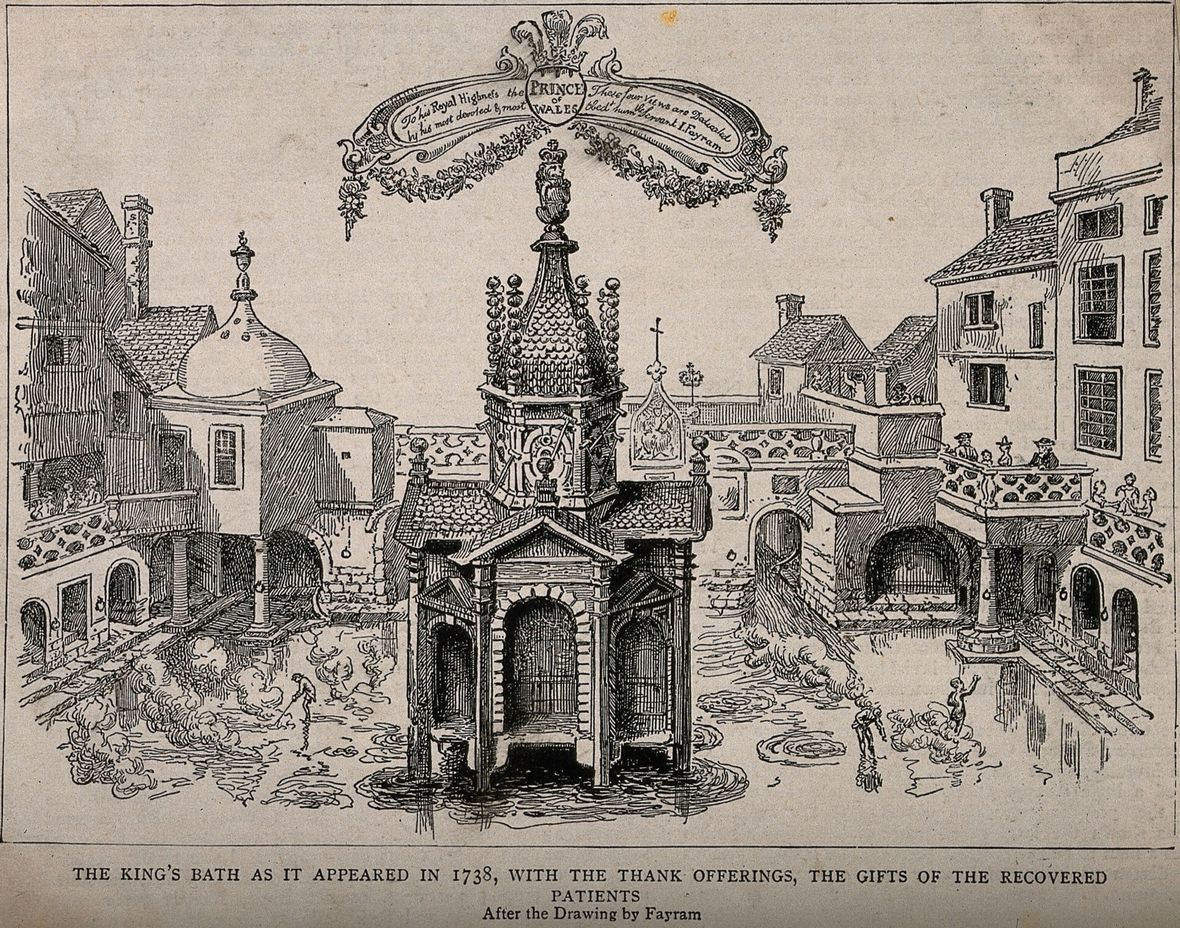 To his Royal Highness the
by his most devoted & most
PRINCE
OF
WALES
These four Views are Dedicated
Obedt. hum
Servant I. Fayram
THE KING'S BATH AS IT APPEARED IN 1738, WITH THE THANK OFFERINGS, THE GIFTS OF THE RECOVERED
PATIENTS
After the Drawing by Fayram